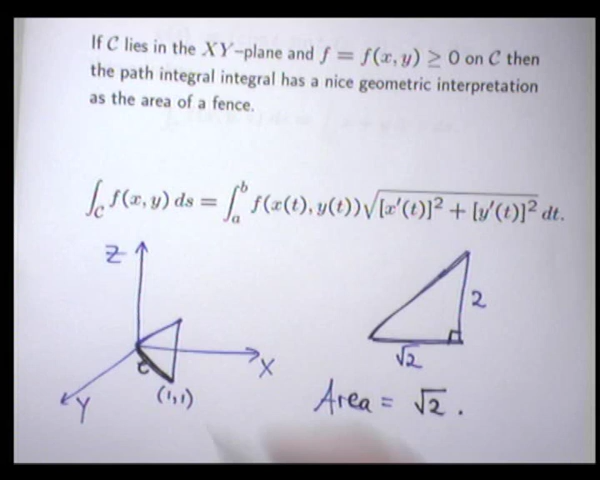 If C lies in the XY–plane and f = f(x, y) ≥ 0 on C then
the path integral integral has a nice geometric interpretation
as the area of a fence.
∫_C f(x, y) ds = ∫_a^b f(x(t), y(t))√([x′(t)]² + [y′(t)]²) dt.
Z
2
C
X
√2
Y
(1,1)
Area = √2 .